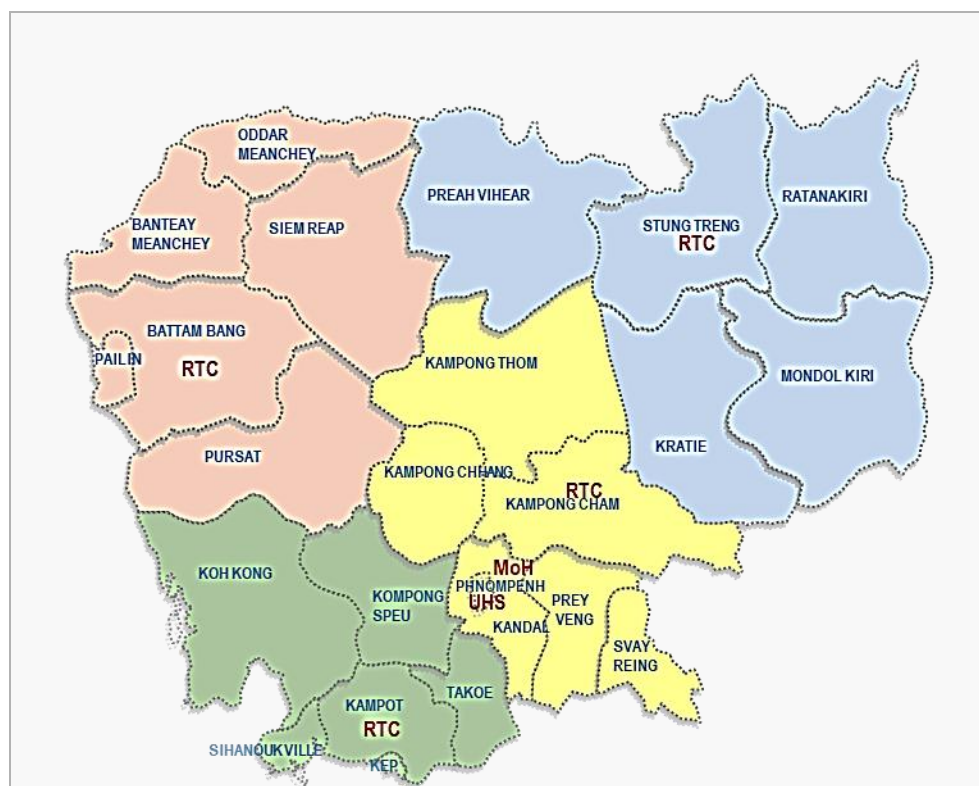 ODDAR
MEANCHEY
PREAH VIHEAR
RATANAKIRI
BANTEAY
MEANCHEY
SIEM REAP
STUNG TRENG
RTC
BATTAM BANG
PAILIN
RTC
KAMPONG THOM
MONDOL KIRI
PURSAT
KRATIE
KAMPONG CHHANG
RTC
KAMPONG CHAM
KOH KONG
MoH
PHNOMPENH
UHS
KOMPONG
SPEU
PREY
VENG
KANDAL
SVAY
REING
TAKOE
KAMPOT
RTC
SIHANOUKVILLE
KEP